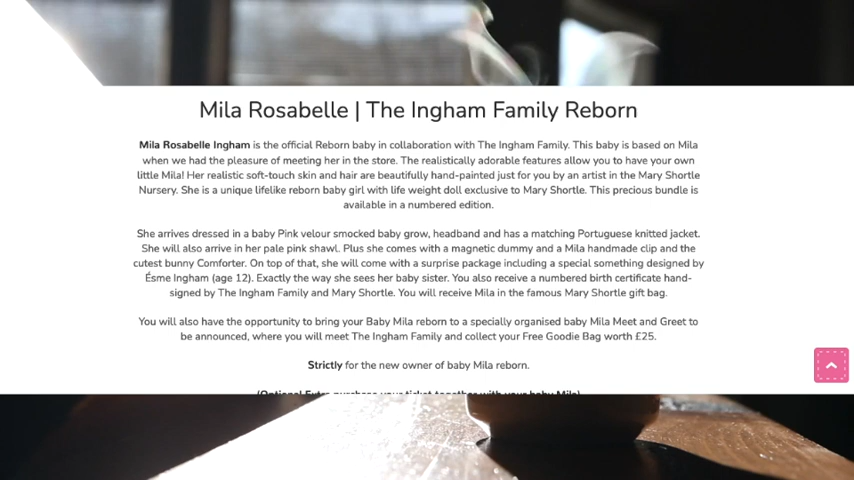 Mila Rosabelle | The Ingham Family Reborn
Mila Rosabelle Ingham is the official Reborn baby in collaboration with The Ingham Family. This baby is based on Mila
when we had the pleasure of meeting her in the store. The realistically adorable features allow you to have your own
little Mila! Her realistic soft-touch skin and hair are beautifully hand-painted just for you by an artist in the Mary Shortle
Nursery. She is a unique lifelike reborn baby girl with life weight doll exclusive to Mary Shortle. This precious bundle is
available in a numbered edition.
She arrives dressed in a baby Pink velour smocked baby grow, headband and has a matching Portuguese knitted jacket.
She will also arrive in her pale pink shawl. Plus she comes with a magnetic dummy and a Mila handmade clip and the
cutest bunny Comforter. On top of that, she will come with a surprise package including a special something designed by
Ésme Ingham (age 12). Exactly the way she sees her baby sister. You also receive a numbered birth certificate hand-
signed by The Ingham Family and Mary Shortle. You will receive Mila in the famous Mary Shortle gift bag.
You will also have the opportunity to bring your Baby Mila reborn to a specially organised baby Mila Meet and Greet to
be announced, where you will meet The Ingham Family and collect your Free Goodie Bag worth £25.
Strictly for the new owner of baby Mila reborn.
(Optional Extra purchase your ticket together with your baby Mila)